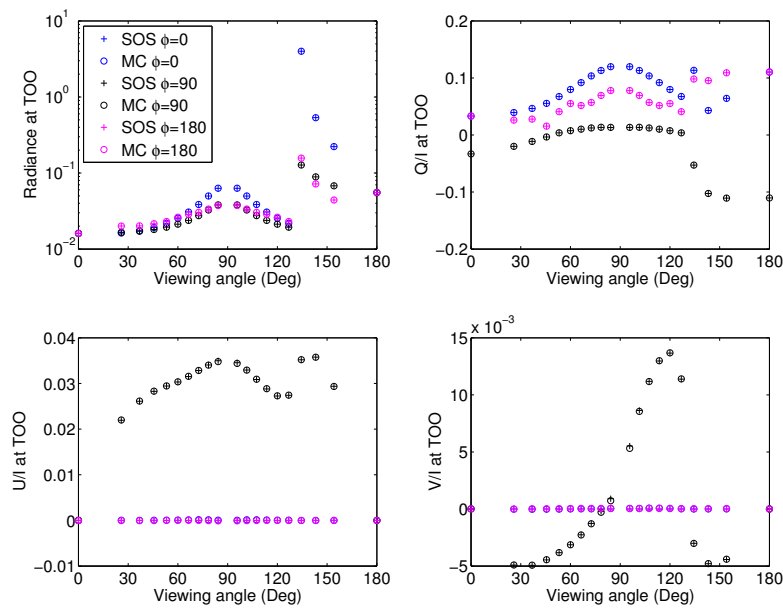 10^1
10^0
10^-1
10^-2
Radiance at TOO
SOS ϕ=0
MC ϕ=0
SOS ϕ=90
MC ϕ=90
SOS ϕ=180
MC ϕ=180
0 30 60 90 120 150 180
Viewing angle (Deg)
0.2
0.1
0
−0.1
−0.2
Q/I at TOO
0 30 60 90 120 150 180
Viewing angle (Deg)
0.04
0.03
0.02
0.01
0
−0.01
U/I at TOO
0 30 60 90 120 150 180
Viewing angle (Deg)
x 10^−3
15
10
5
0
−5
V/I at TOO
0 30 60 90 120 150 180
Viewing angle (Deg)